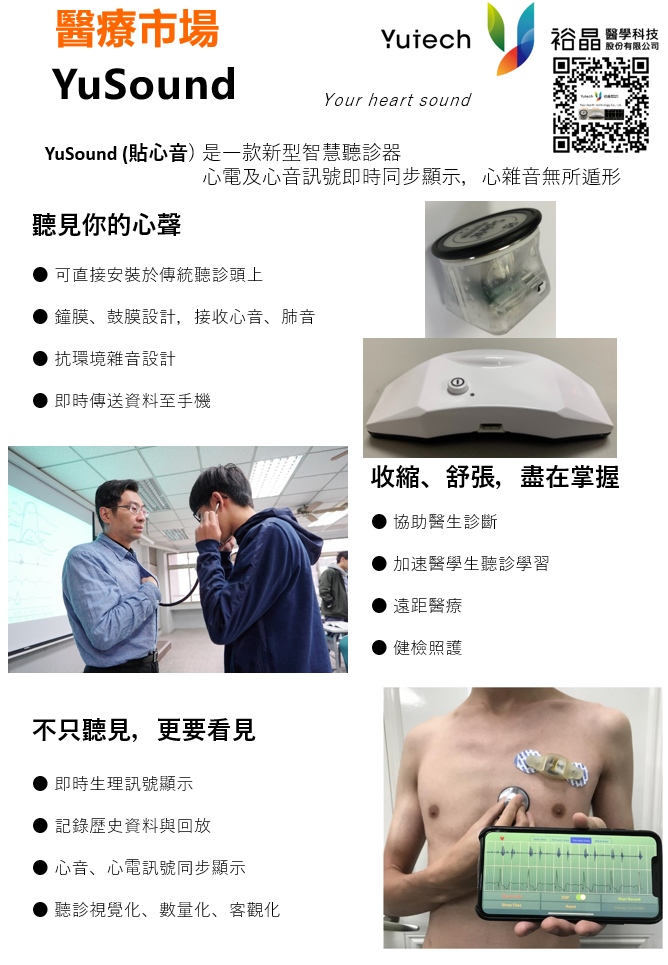 醫療市場
YuSound
Yutech
裕晶 醫學科技
股份有限公司
Your heart sound
YuSound (貼心音) 是一款新型智慧聽診器
心電及心音訊號即時同步顯示, 心雜音無所遁形
聽見你的心聲
● 可直接安裝於傳統聽診頭上
● 鐘膜、鼓膜設計, 接收心音、肺音
● 抗環境雜音設計
● 即時傳送資料至手機
收縮、舒張, 盡在掌握
● 協助醫生診斷
● 加速醫學生聽診學習
● 遠距醫療
● 健檢照護
不只聽見, 更要看見
● 即時生理訊號顯示
● 記錄歷史資料與回放
● 心音、心電訊號同步顯示
● 聽診視覺化、數量化、客觀化